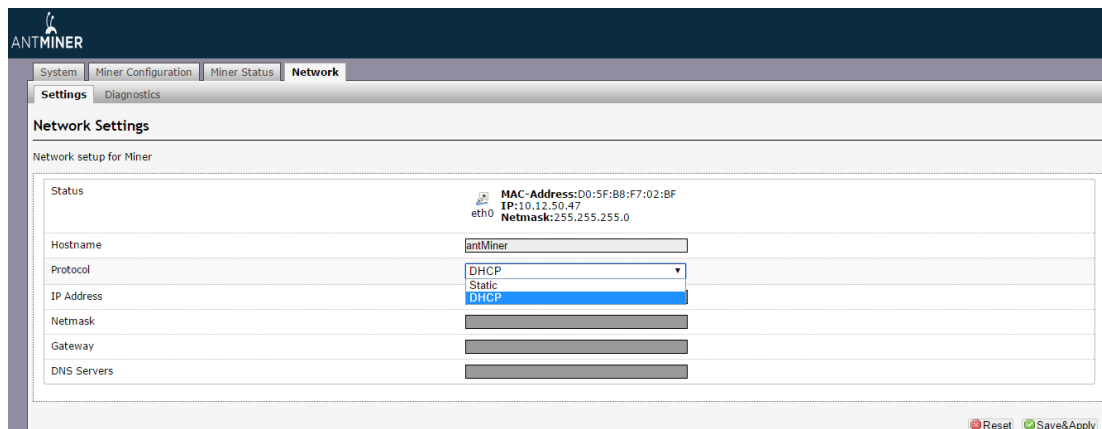 ANTMINER
System Miner Configuration Miner Status Network
Settings Diagnostics
Network Settings
Network setup for Miner
Status
MAC-Address:D0:5F:B8:F7:02:BF
IP:10.12.50.47
eth0 Netmask:255.255.255.0
Hostname antMiner
Protocol DHCP
Static
IP Address DHCP
Netmask
Gateway
DNS Servers
Reset Save&Apply